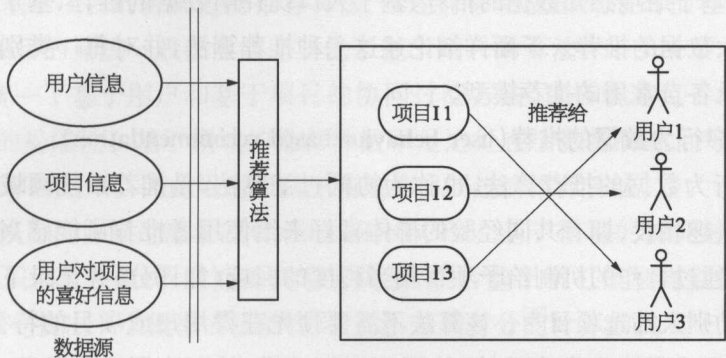 用户信息
项目信息
用户对项目
的喜好信息
数据源
推荐算法
项目I1
项目I2
项目I3
推荐给
用户1
用户2
用户3